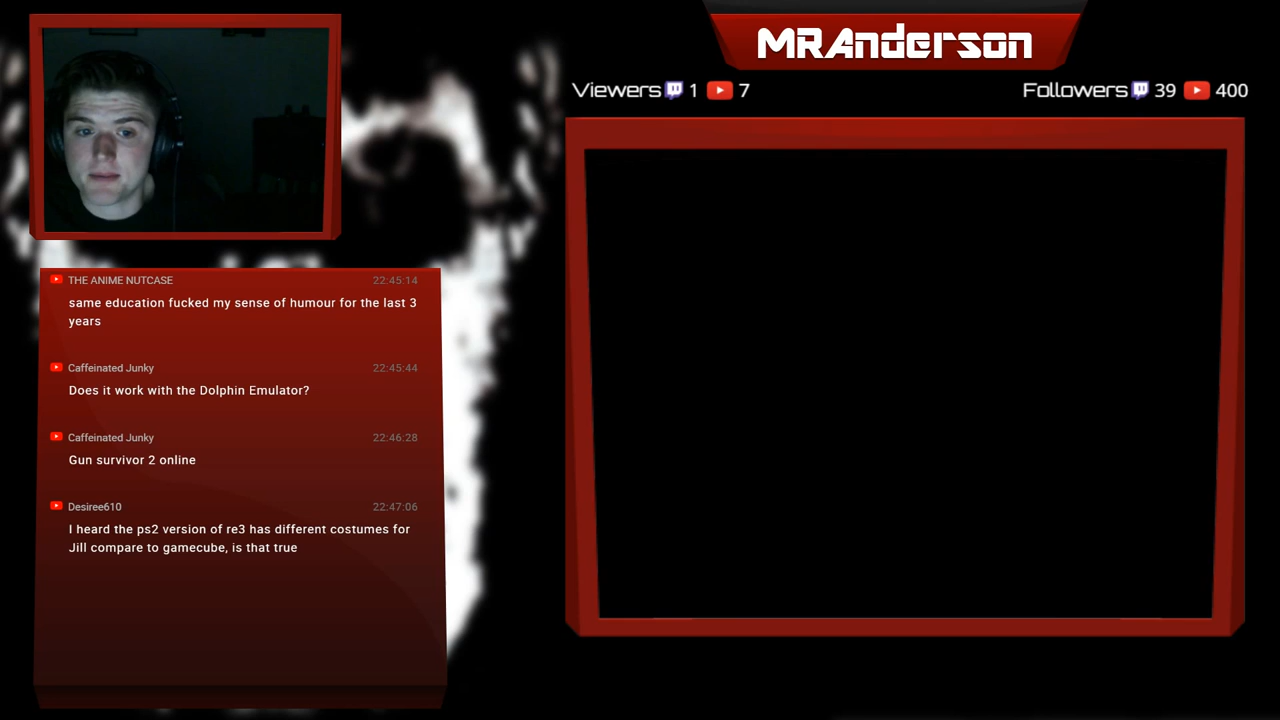 MRAnderson
Viewers 1 7
Followers 39 400
THE ANIME NUTCASE 22:45:14
same education fucked my sense of humour for the last 3
years
Caffeinated Junky 22:45:44
Does it work with the Dolphin Emulator?
Caffeinated Junky 22:46:28
Gun survivor 2 online
Desiree610 22:47:06
I heard the ps2 version of re3 has different costumes for
Jill compare to gamecube, is that true